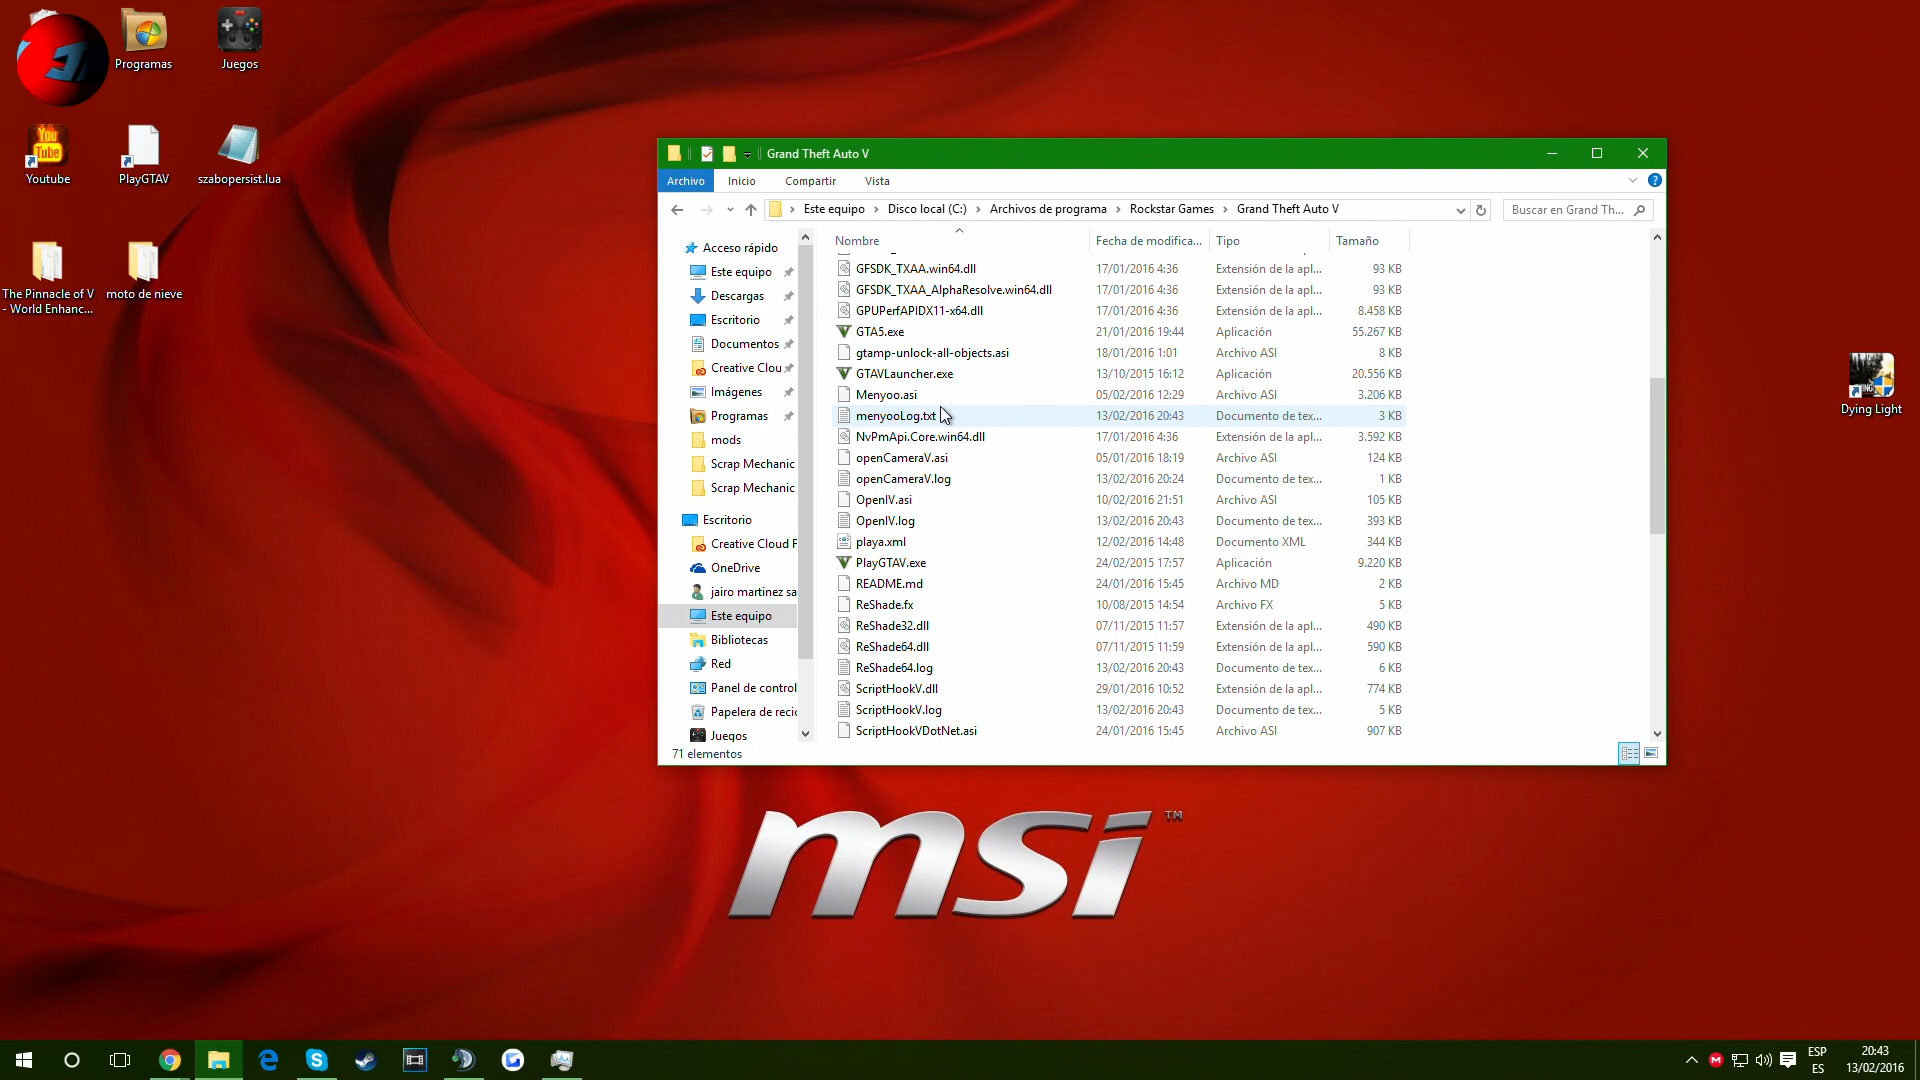 Programas
Juegos
You
Tube
Youtube
PlayGTAV
szabopersist.lua
The Pinnacle of V
- World Enhanc...
moto de nieve
Dying Light
Grand Theft Auto V
Archivo
Inicio
Compartir
Vista
Este equipo
Disco local (C:)
Archivos de programa
Rockstar Games
Grand Theft Auto V
Buscar en Grand Th...
Acceso rápido
Este equipo
Descargas
Escritorio
Documentos
Creative Clou
Imágenes
Programas
mods
Scrap Mechanic
Scrap Mechanic
Escritorio
Creative Cloud F
OneDrive
jairo martinez sa
Este equipo
Bibliotecas
Red
Panel de control
Papelera de reci
Juegos
Nombre Fecha de modifica... Tipo Tamaño
GFSDK_TXAA.win64.dll 17/01/2016 4:36 Extensión de la apl... 93 KB
GFSDK_TXAA_AlphaResolve.win64.dll 17/01/2016 4:36 Extensión de la apl... 93 KB
GPUPerfAPIDX11-x64.dll 17/01/2016 4:36 Extensión de la apl... 8.458 KB
GTA5.exe 21/01/2016 19:44 Aplicación 55.267 KB
gtamp-unlock-all-objects.asi 18/01/2016 1:01 Archivo ASI 8 KB
GTAVLauncher.exe 13/10/2015 16:12 Aplicación 20.556 KB
Menyoo.asi 05/02/2016 12:29 Archivo ASI 3.206 KB
menyooLog.txt 13/02/2016 20:43 Documento de tex... 3 KB
NvPmApi.Core.win64.dll 17/01/2016 4:36 Extensión de la apl... 3.592 KB
openCameraV.asi 05/01/2016 18:19 Archivo ASI 124 KB
openCameraV.log 13/02/2016 20:24 Documento de tex... 1 KB
OpenIV.asi 10/02/2016 21:51 Archivo ASI 105 KB
OpenIV.log 13/02/2016 20:43 Documento de tex... 393 KB
playa.xml 12/02/2016 14:48 Documento XML 344 KB
PlayGTAV.exe 24/02/2015 17:57 Aplicación 9.220 KB
README.md 24/01/2016 15:45 Archivo MD 2 KB
ReShade.fx 10/08/2015 14:54 Archivo FX 5 KB
ReShade32.dll 07/11/2015 11:57 Extensión de la apl... 490 KB
ReShade64.dll 07/11/2015 11:59 Extensión de la apl... 590 KB
ReShade64.log 13/02/2016 20:43 Documento de tex... 6 KB
ScriptHookV.dll 29/01/2016 10:52 Extensión de la apl... 774 KB
ScriptHookV.log 13/02/2016 20:43 Documento de tex... 5 KB
ScriptHookVDotNet.asi 24/01/2016 15:45 Archivo ASI 907 KB
71 elementos
msi TM
ESP
ES
20:43
13/02/2016